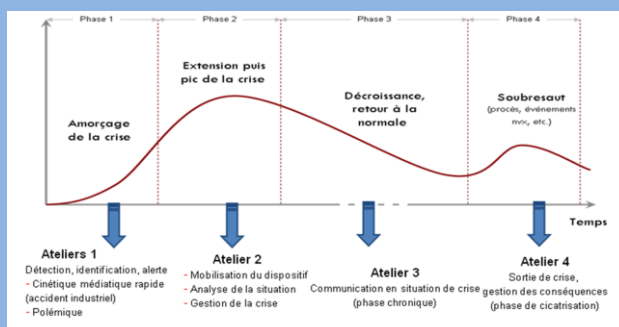 Phase 1
Phase 2
Phase 3
Phase 4
Amorçage
de la crise
Extension puis
pic de la crise
Décroissance,
retour à la
normale
Soubresaut
(procés, événements
nvx, etc.)
Temps
Ateliers 1
Détection, identification, alerte
- Cinétique médiatique rapide
(accident industriel)
- Polémique
Atelier 2
- Mobilisation du dispositif
- Analyse de la situation
- Gestion de la crise
Atelier 3
Communication en situation de crise
(phase chronique)
Atelier 4
Sortie de crise,
gestion des conséquences
(phase de cicatrisation)